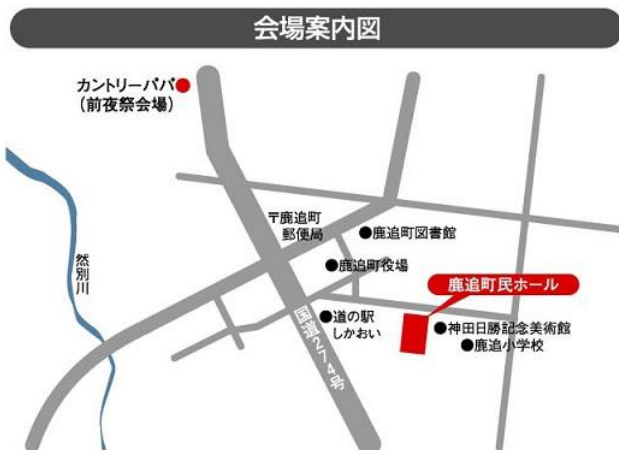 会場案内図
カントリーパパ
（前夜祭会場）
〒鹿追町
郵便局
鹿追町図書館
然別川
鹿追町役場
鹿追町民ホール
道の駅
しかおい
国道274号
神田日勝記念美術館
鹿追小学校